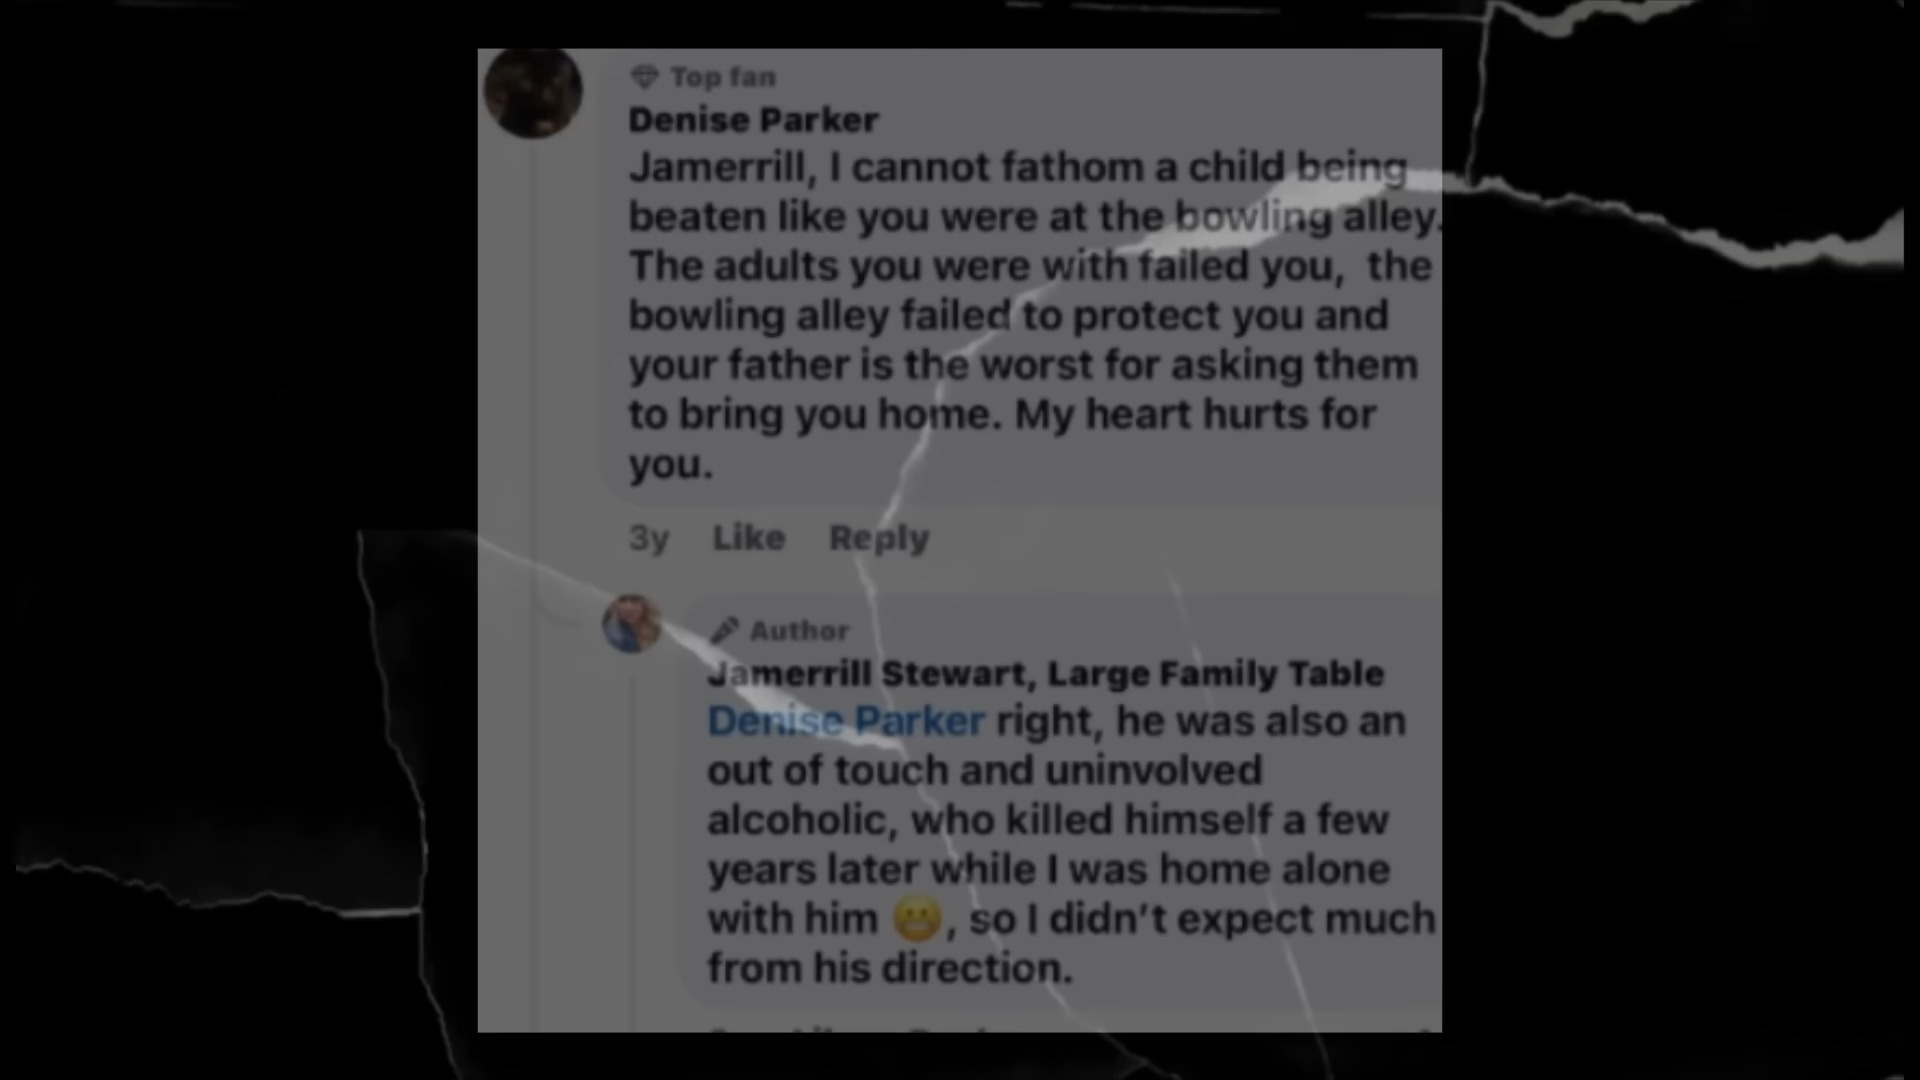 Top fan
Denise Parker
Jamerrill, I cannot fathom a child being
beaten like you were at the bowling alley.
The adults you were with failed you,  the
bowling alley failed to protect you and
your father is the worst for asking them
to bring you home. My heart hurts for
you.
3y Like Reply
Author
Jamerrill Stewart, Large Family Table
Denise Parker right, he was also an
out of touch and uninvolved
alcoholic, who killed himself a few
years later while I was home alone
with him 😬, so I didn't expect much
from his direction.